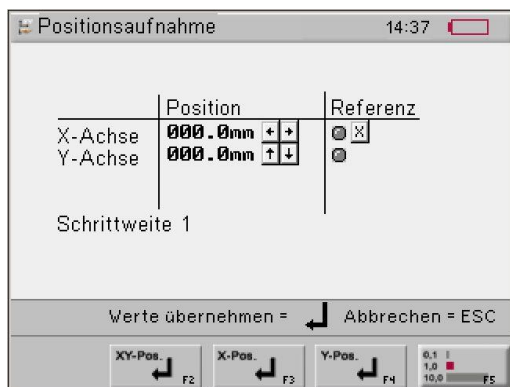 Positionsaufnahme 14:37
Position Referenz
X-Achse 000.0mm ← → X
Y-Achse 000.0mm ↑ ↓
Schrittweite 1
Werte übernehmen = ↵ Abbrechen = ESC
XY-Pos. ↵ F2 X-Pos. ↵ F3 Y-Pos. ↵ F4 0,1
1,0
10,0 F5